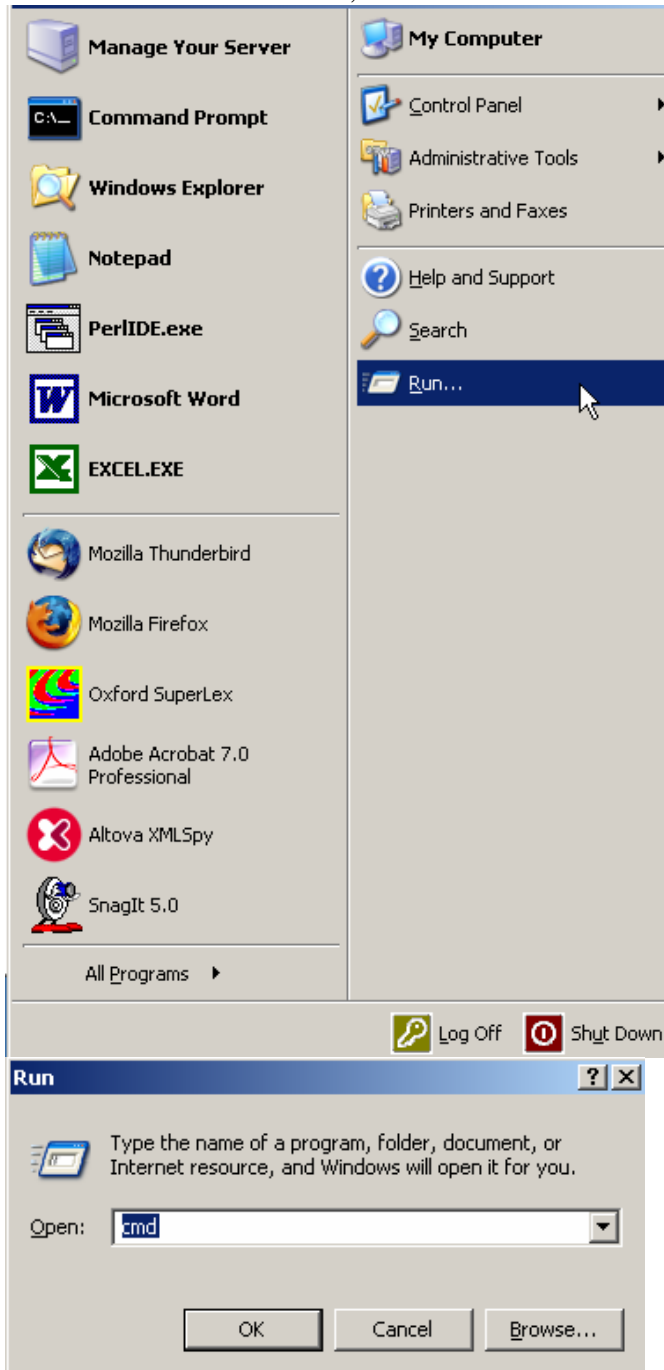 Manage Your Server
C:\_
Command Prompt
Windows Explorer
Notepad
PerlIDE.exe
W
Microsoft Word
X
EXCEL.EXE
Mozilla Thunderbird
Mozilla Firefox
Oxford SuperLex
Adobe Acrobat 7.0
Professional
Altova XMLSpy
SnagIt 5.0
All Programs
My Computer
Control Panel
Administrative Tools
Printers and Faxes
?
Help and Support
Search
Run...
Log Off
Shut Down
Run
? X
Type the name of a program, folder, document, or
Internet resource, and Windows will open it for you.
Open: cmd
OK Cancel Browse...